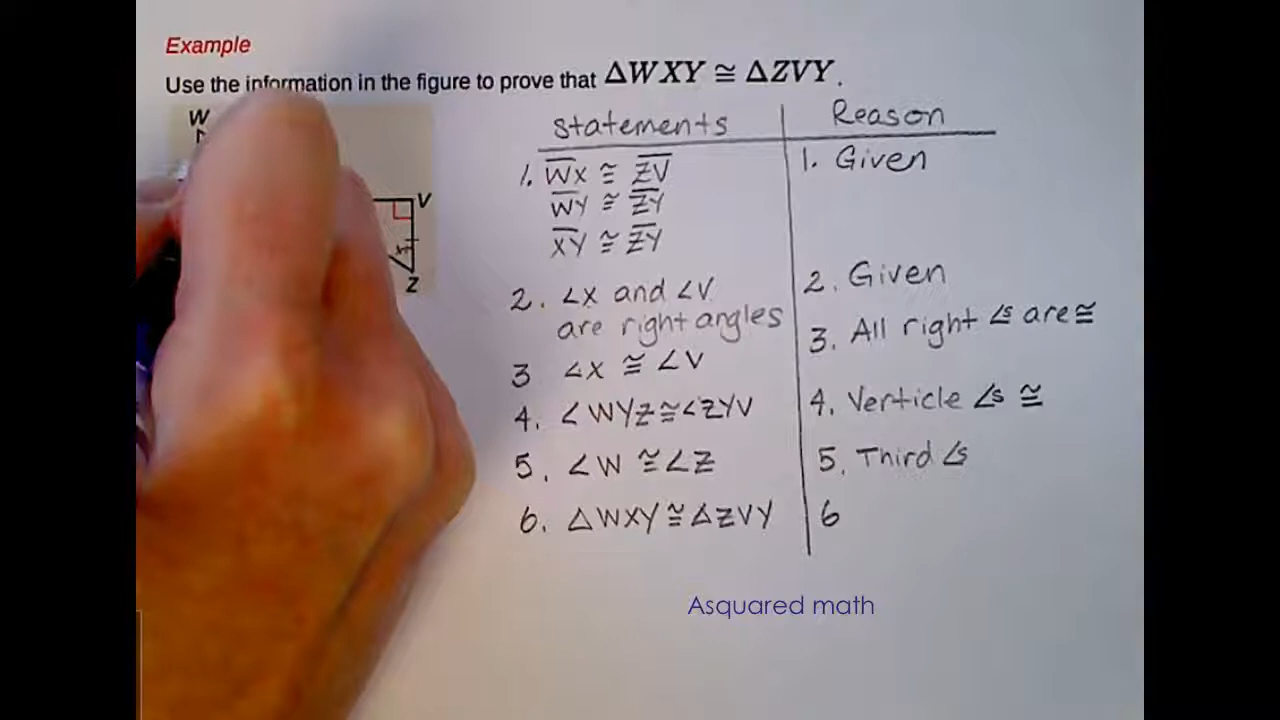 Example
Use the information in the figure to prove that ΔWXY ≅ ΔZVY.
W
V
Z
statements
Reason
1. WX ≅ ZV
1. Given
WY ≅ ZY
XY ≅ ZY
2. ∠X and ∠V
are right angles
2. Given
3 ∠X ≅ ∠V
3. All right ∠s are ≅
4. ∠WYZ≅∠ZYV
4. Verticle ∠s ≅
5. ∠W ≅∠Z
5. Third ∠s
6. ΔWXY≅ΔZVY
6
Asquared math